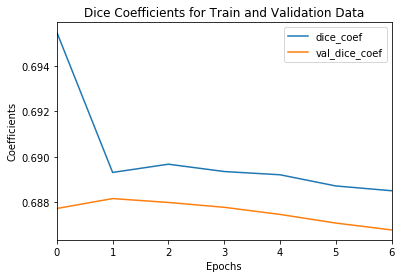 Dice Coefficients for Train and Validation Data
dice_coef
val_dice_coef
0.694
0.692
0.690
0.688
Coefficients
0 1 2 3 4 5 6
Epochs